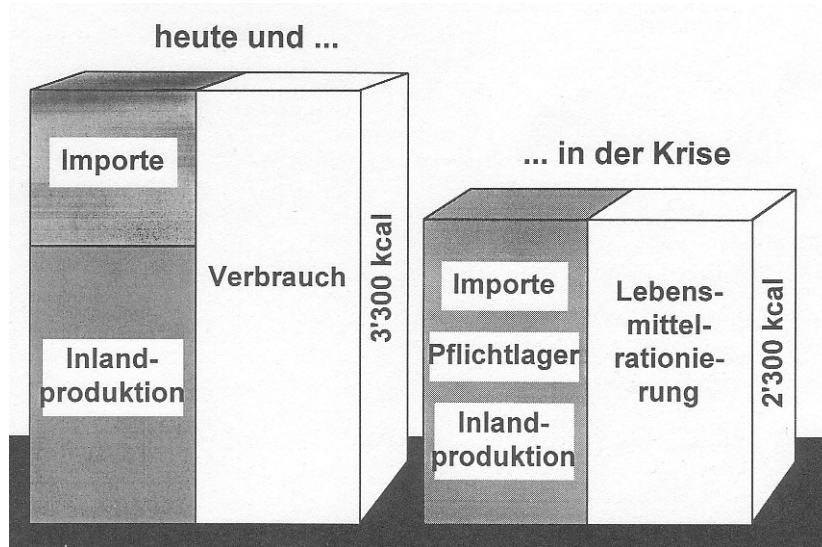 heute und ...
Importe
Inland-
produktion
Verbrauch
3'300 kcal
... in der Krise
Importe
Pflichtlager
Inland-
produktion
Lebens-
mittel-
rationie-
rung
2'300 kcal